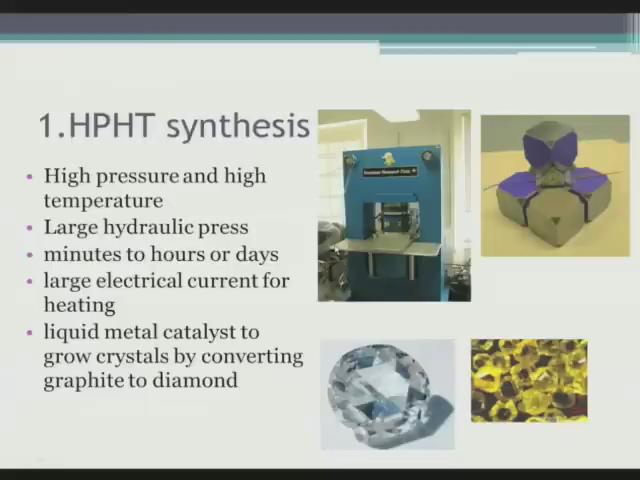 1.HPHT synthesis
• High pressure and high
temperature
• Large hydraulic press
• minutes to hours or days
• large electrical current for
heating
• liquid metal catalyst to
grow crystals by converting
graphite to diamond